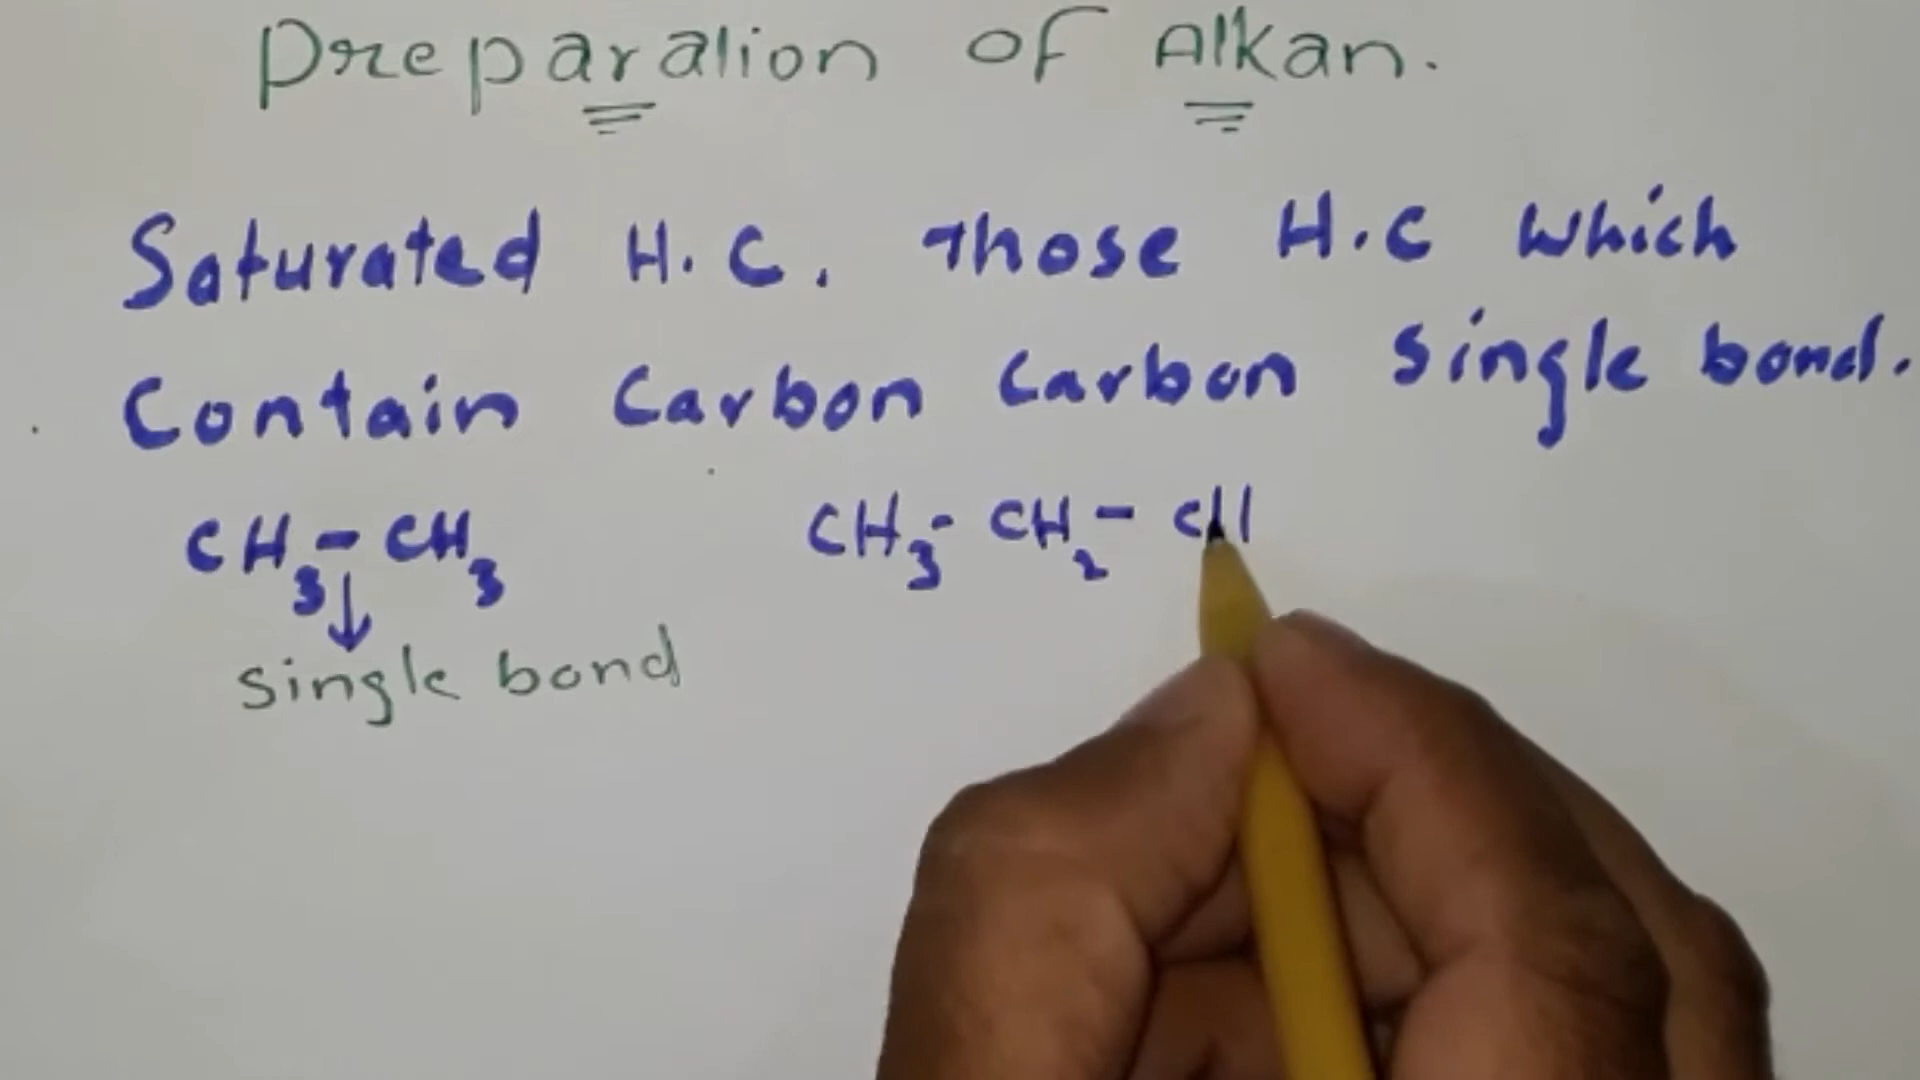 Preparation of Alkan.
Saturated H.C. Those H.C which
Contain Carbon Carbon Single bond.
CH3-CH3 CH3-CH2-
single bond